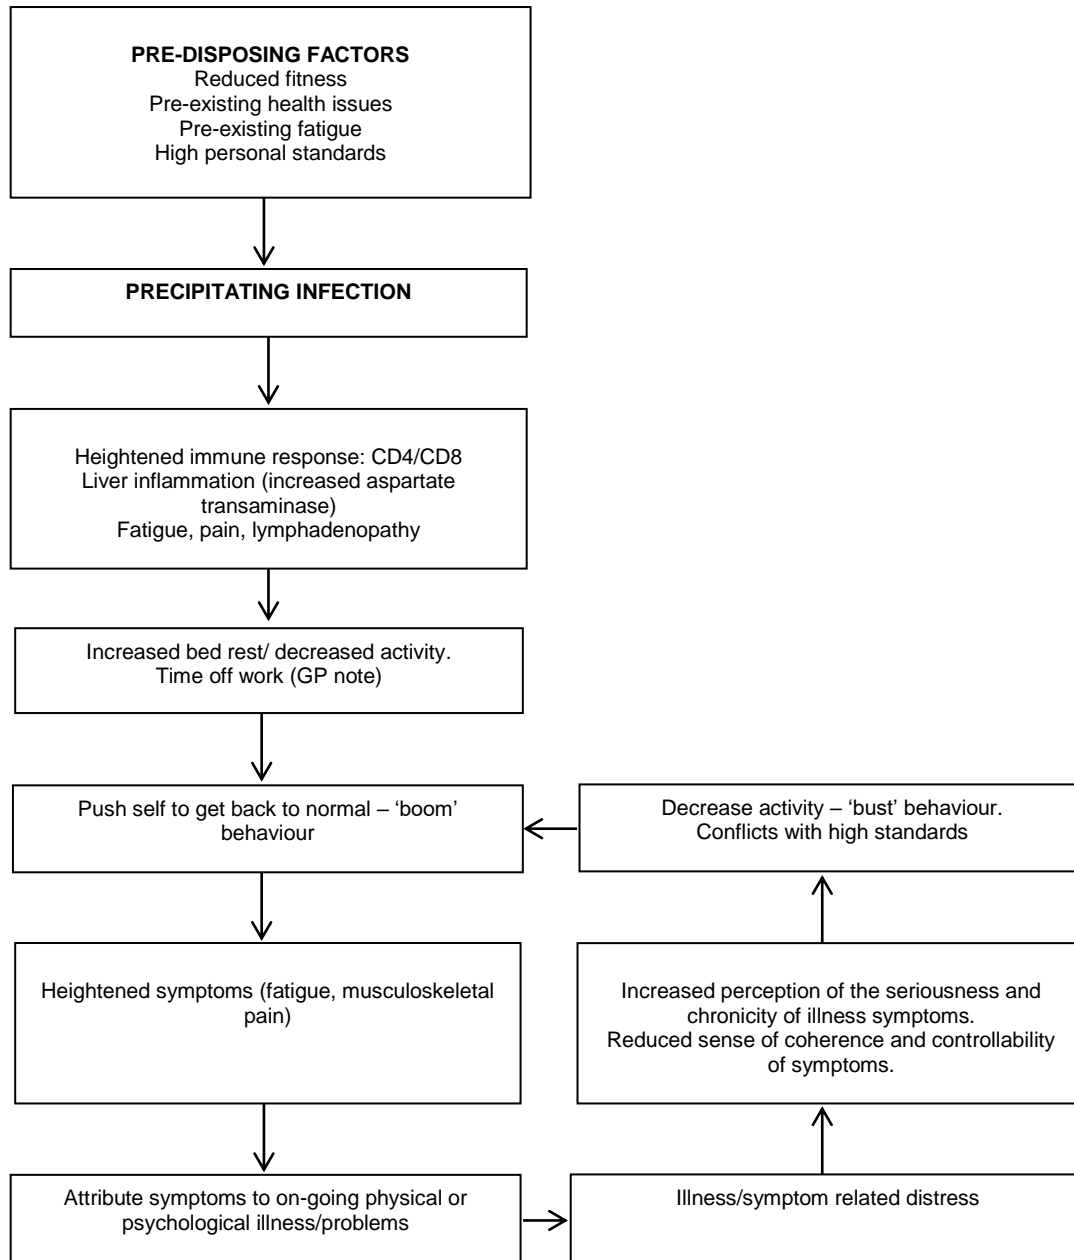 PRE-DISPOSING FACTORS
Reduced fitness
Pre-existing health issues
Pre-existing fatigue
High personal standards
PRECIPITATING INFECTION
Heightened immune response: CD4/CD8
Liver inflammation (increased aspartate
transaminase)
Fatigue, pain, lymphadenopathy
Increased bed rest/ decreased activity.
Time off work (GP note)
Push self to get back to normal – ‘boom’
behaviour
Heightened symptoms (fatigue, musculoskeletal
pain)
Attribute symptoms to on-going physical or
psychological illness/problems
Illness/symptom related distress
Increased perception of the seriousness and
chronicity of illness symptoms.
Reduced sense of coherence and controllability
of symptoms.
Decrease activity – ‘bust’ behaviour.
Conflicts with high standards